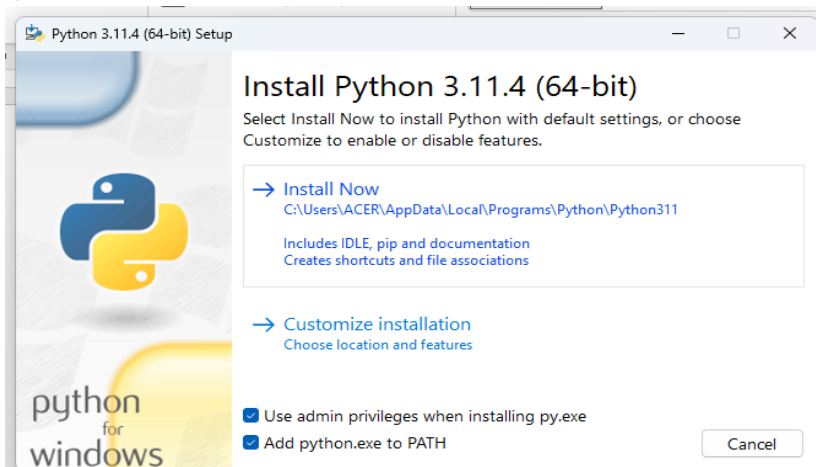 Python 3.11.4 (64-bit) Setup
Install Python 3.11.4 (64-bit)
Select Install Now to install Python with default settings, or choose
Customize to enable or disable features.
Install Now
C:\Users\ACER\AppData\Local\Programs\Python\Python311
Includes IDLE, pip and documentation
Creates shortcuts and file associations
Customize installation
Choose location and features
python
for
windows
Use admin privileges when installing py.exe
Add python.exe to PATH
Cancel